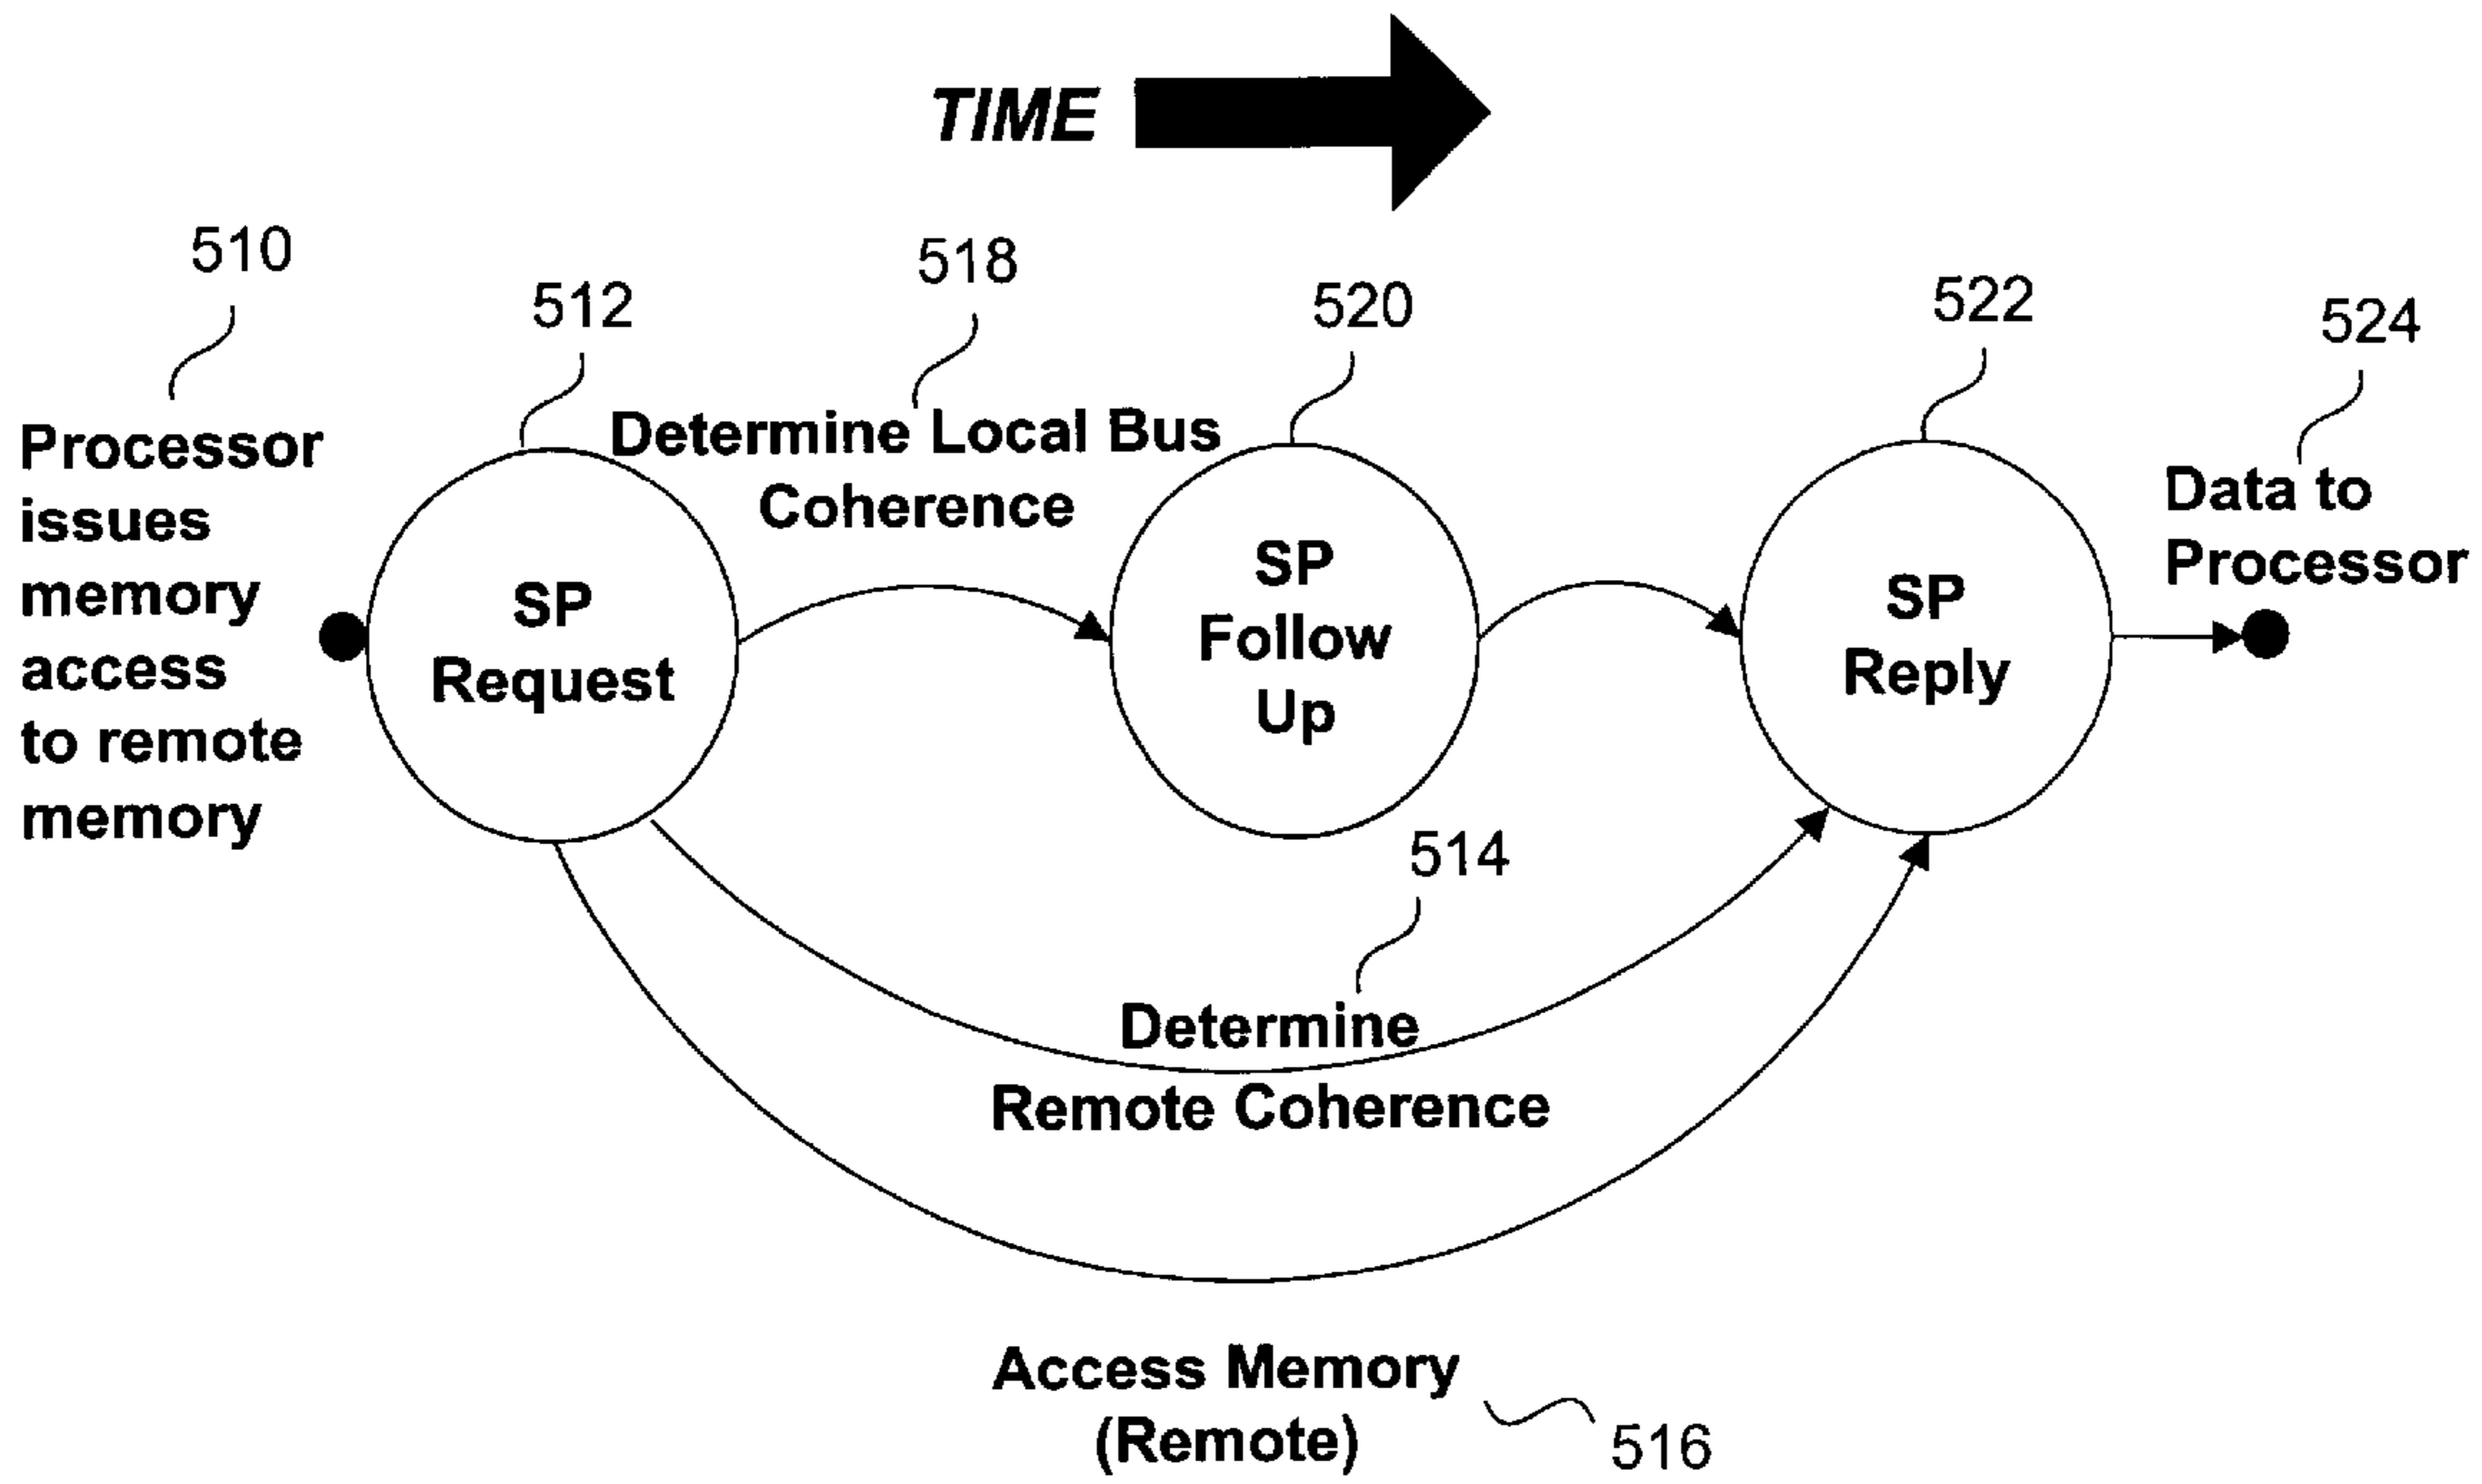 TIME
510
512
518
520
522
524
Processor
issues
memory
access
to remote
memory
SP
Request
Determine Local Bus
Coherence
SP
Follow
Up
SP
Reply
Data to
Processor
514
Determine
Remote Coherence
Access Memory
(Remote)
516